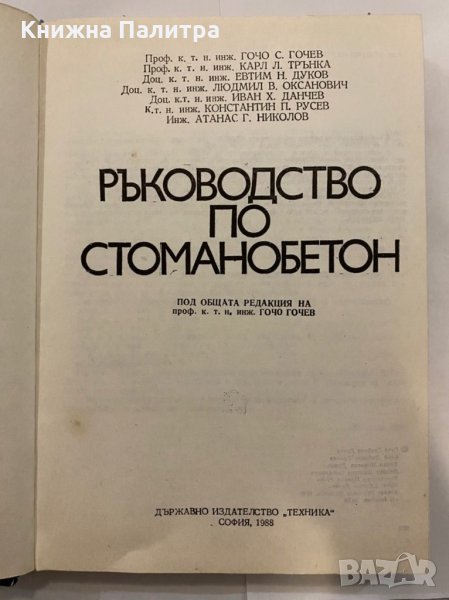 Книжна Палитра
Проф. к. т. н. инж. ГОЧО С. ГОЧЕВ
Проф. к. т. н. инж. КАРЛ Л. ТРЪНКА
Доц. к. т. н. инж. ЕВТИМ Н. ДУКОВ
Доц. к. т. н. инж. ЛЮДМИЛ В. ОКСАНОВИЧ
Доц. к.т. н. инж. ИВАН Х. ДАНЧЕВ
К.т. н. инж. КОНСТАНТИН П. РУСЕВ
Инж. АТАНАС Г. НИКОЛОВ
РЪКОВОДСТВО
ПО
СТОМАНОБЕТОН
ПОД ОБЩАТА РЕДАКЦИЯ НА
проф. к. т. н. инж. ГОЧО ГОЧЕВ
ДЪРЖАВНО ИЗДАТЕЛСТВО „ТЕХНИКА"
СОФИЯ, 1988
BAZAR
bg